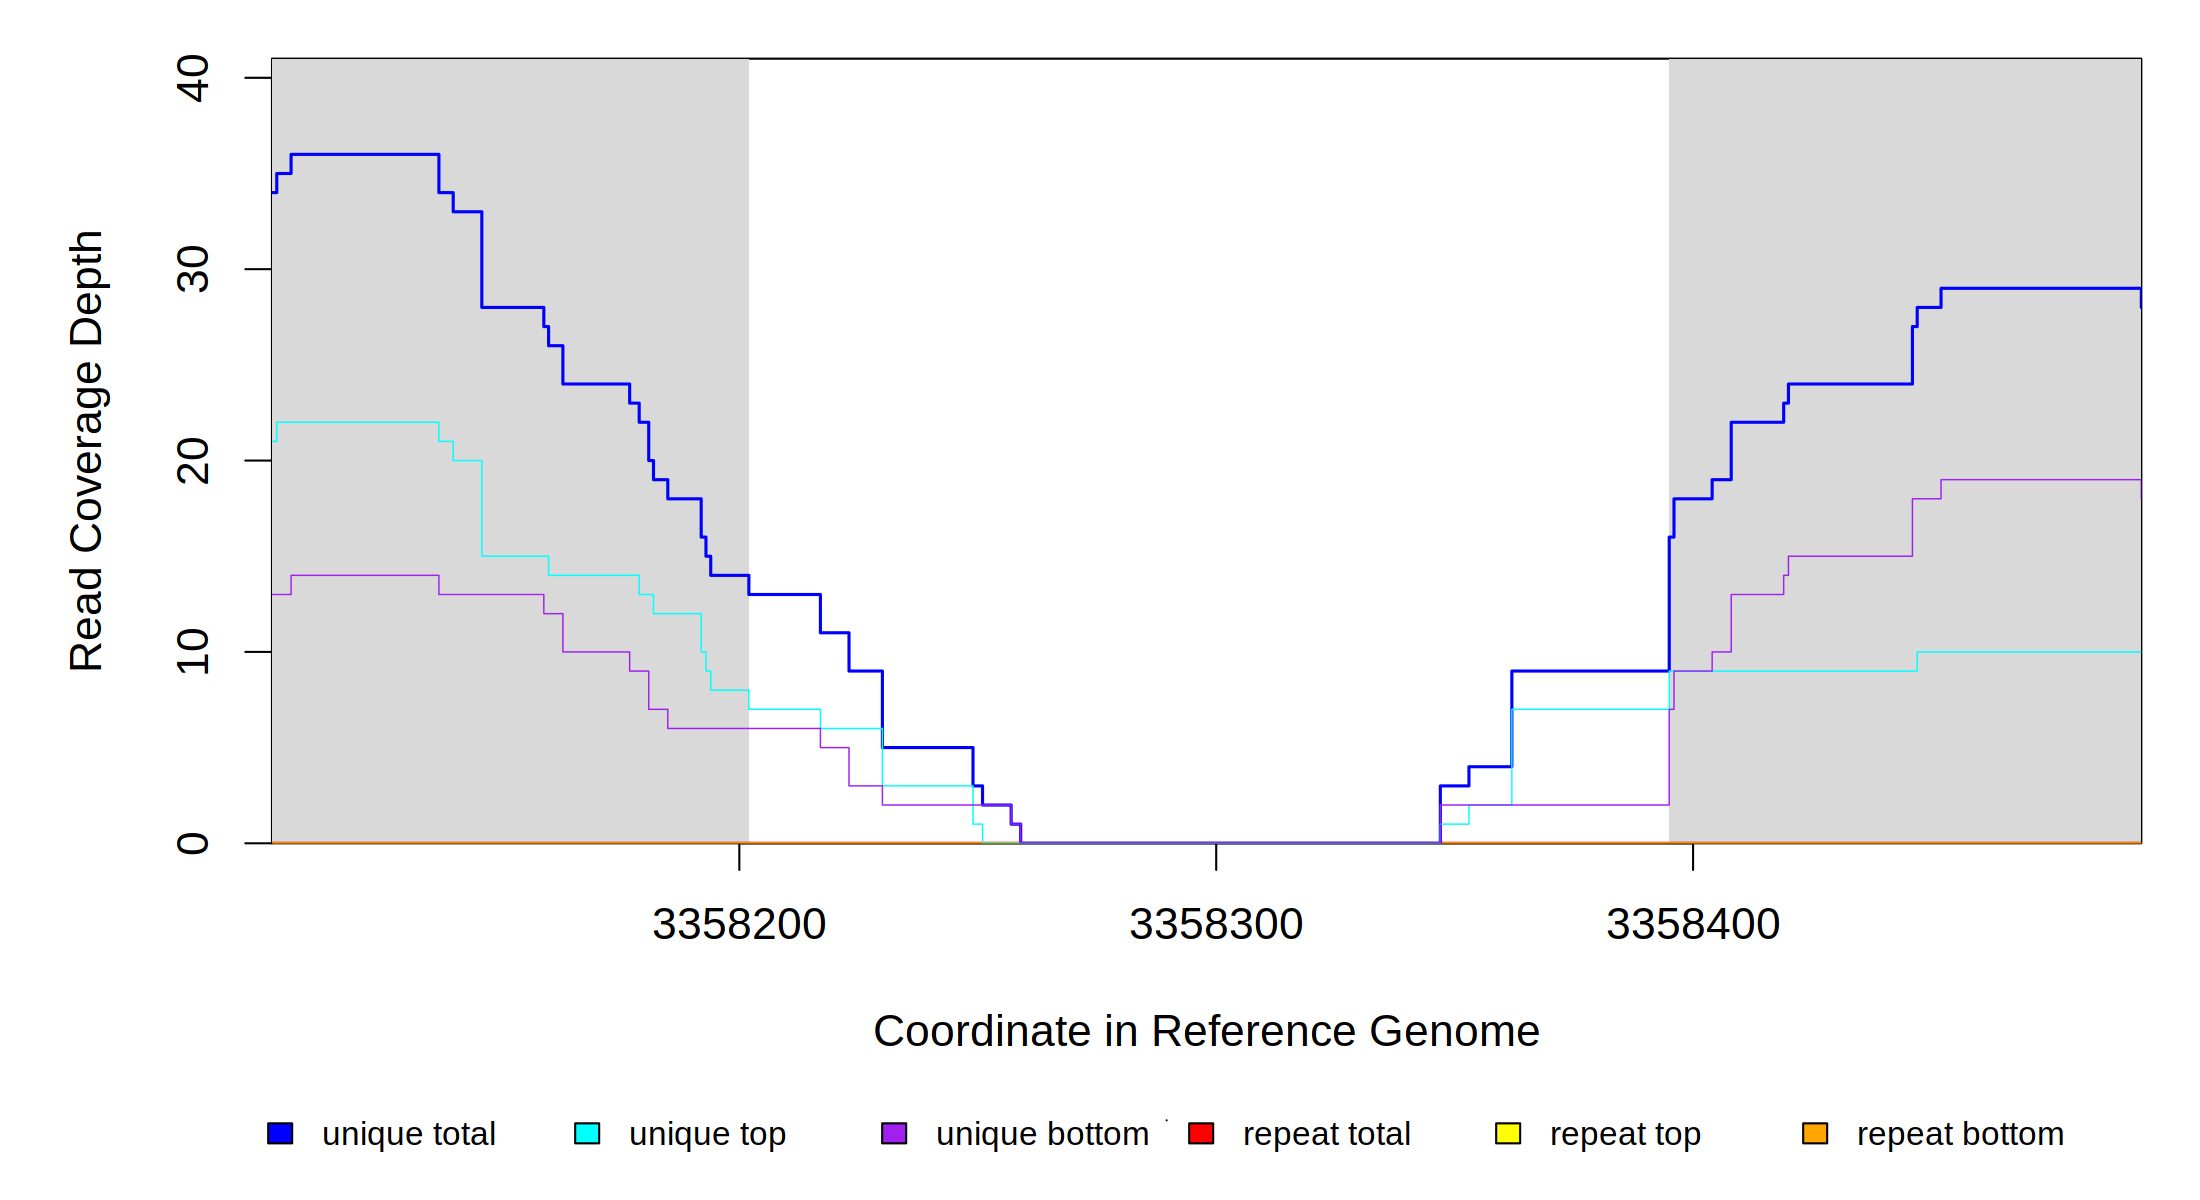 40
30
20
10
0
Read Coverage Depth
3358200 3358300 3358400
Coordinate in Reference Genome
unique total unique top unique bottom repeat total repeat top repeat bottom